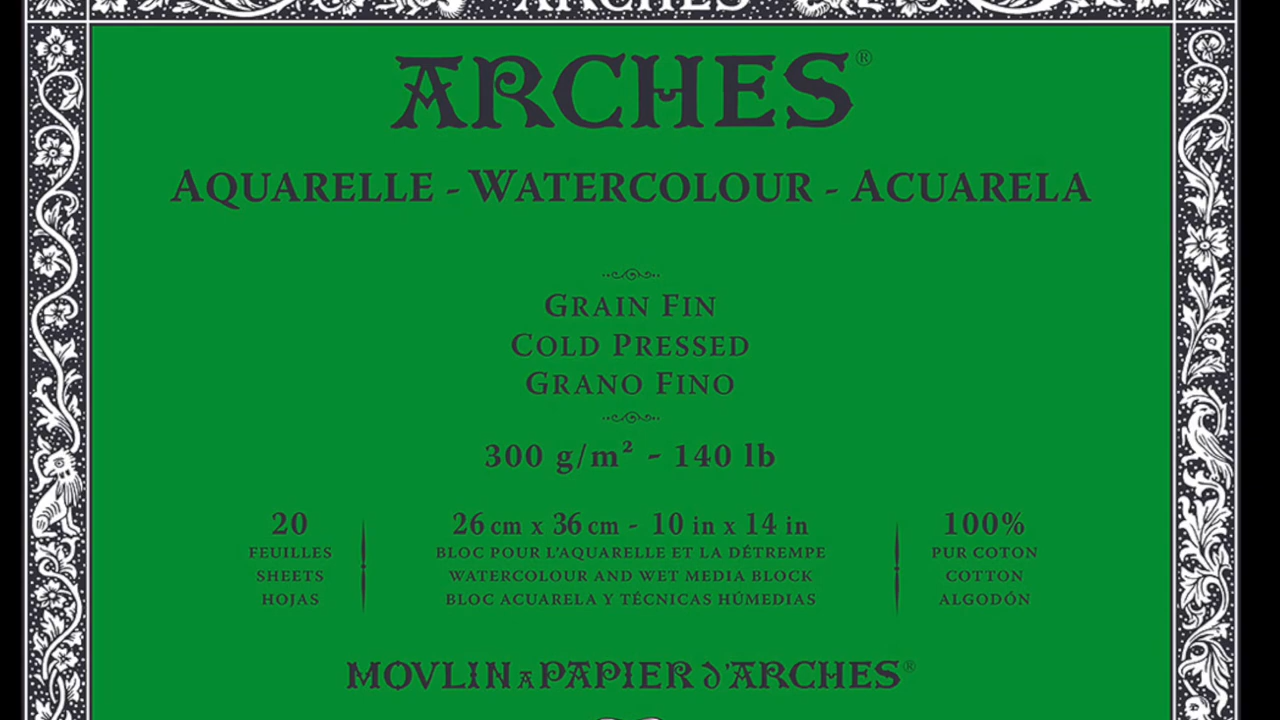 ARCHES
ARCHES®
AQUARELLE - WATERCOLOUR - ACUARELA
GRAIN FIN
COLD PRESSED
GRANO FINO
300 g/m² - 140 lb
20
FEUILLES
SHEETS
HOJAS
26 cm x 36 cm - 10 in x 14 in
BLOC POUR L'AQUARELLE ET LA DÉTREMPE
WATERCOLOUR AND WET MEDIA BLOCK
BLOC ACUARELA Y TÉCNICAS HÚMEDIAS
100%
PUR COTON
COTTON
ALGODÓN
MOVLIN A PAPIER d'ARCHES®